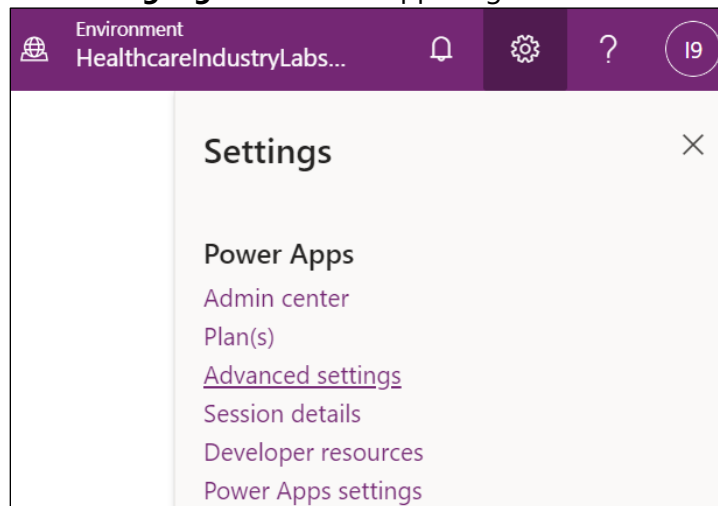 Environment
HealthcareIndustryLabs...
?
I9
Settings
Power Apps
Admin center
Plan(s)
Advanced settings
Session details
Developer resources
Power Apps settings